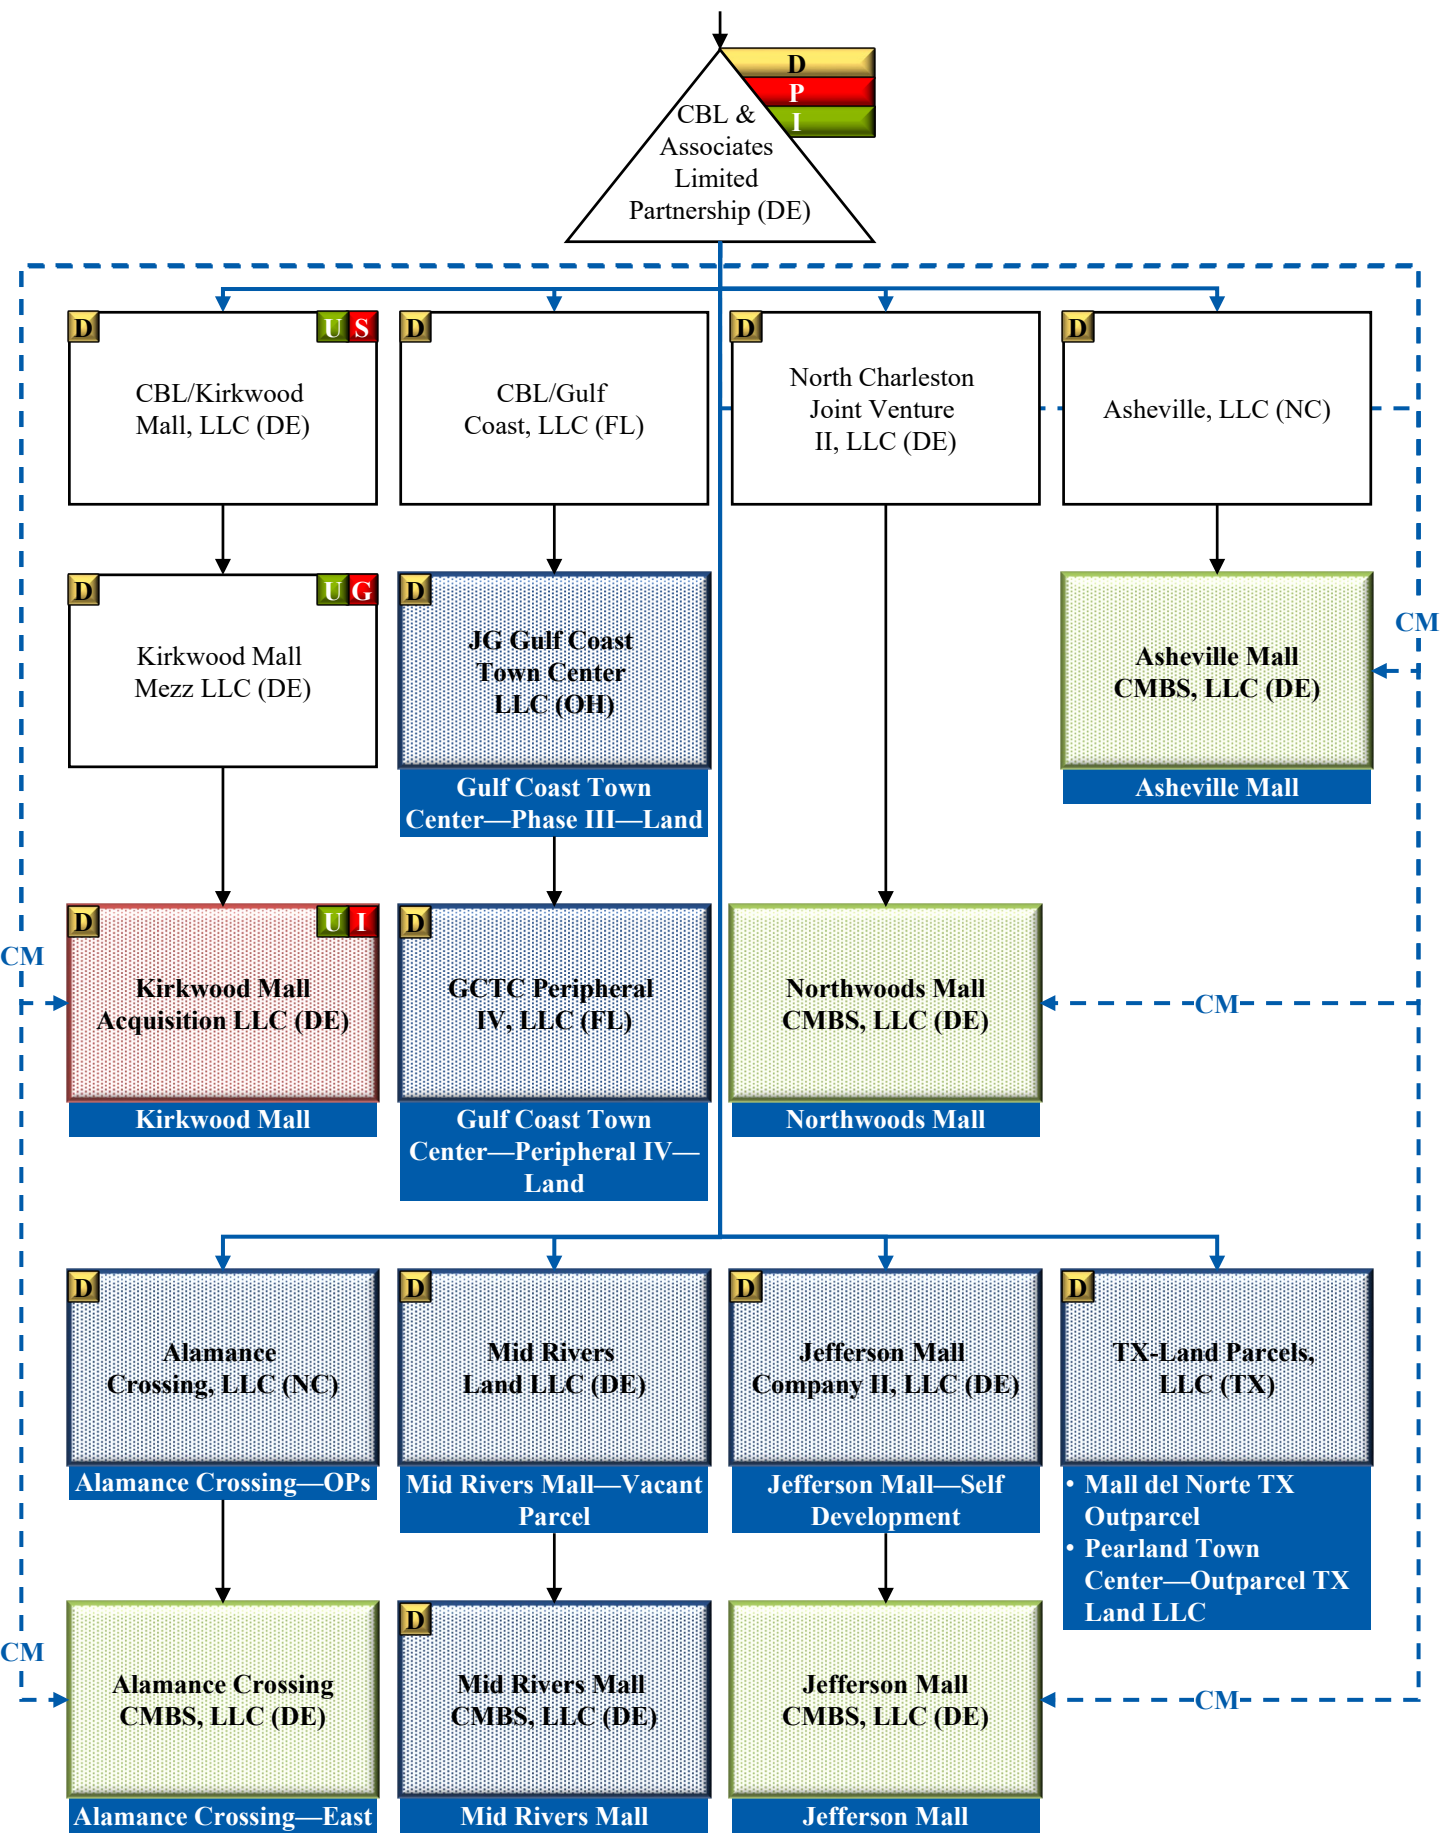 D
P
I
CBL &
Associates
Limited
Partnership (DE)
D
U S
CBL/Kirkwood
Mall, LLC (DE)
D
CBL/Gulf
Coast, LLC (FL)
D
North Charleston
Joint Venture
II, LLC (DE)
D
Asheville, LLC (NC)
D
U G
Kirkwood Mall
Mezz LLC (DE)
D
JG Gulf Coast
Town Center
LLC (OH)
Gulf Coast Town
Center—Phase III—Land
Asheville Mall
CMBS, LLC (DE)
Asheville Mall
CM
CM
D
U I
Kirkwood Mall
Acquisition LLC (DE)
Kirkwood Mall
D
GCTC Peripheral
IV, LLC (FL)
Gulf Coast Town
Center—Peripheral IV—
Land
Northwoods Mall
CMBS, LLC (DE)
Northwoods Mall
CM
D
Alamance
Crossing, LLC (NC)
Alamance Crossing—OPs
D
Mid Rivers
Land LLC (DE)
Mid Rivers Mall—Vacant
Parcel
D
Jefferson Mall
Company II, LLC (DE)
Jefferson Mall—Self
Development
D
TX-Land Parcels,
LLC (TX)
• Mall del Norte TX
Outparcel
• Pearland Town
Center—Outparcel TX
Land LLC
CM
Alamance Crossing
CMBS, LLC (DE)
Alamance Crossing—East
D
Mid Rivers Mall
CMBS, LLC (DE)
Mid Rivers Mall
Jefferson Mall
CMBS, LLC (DE)
Jefferson Mall
CM